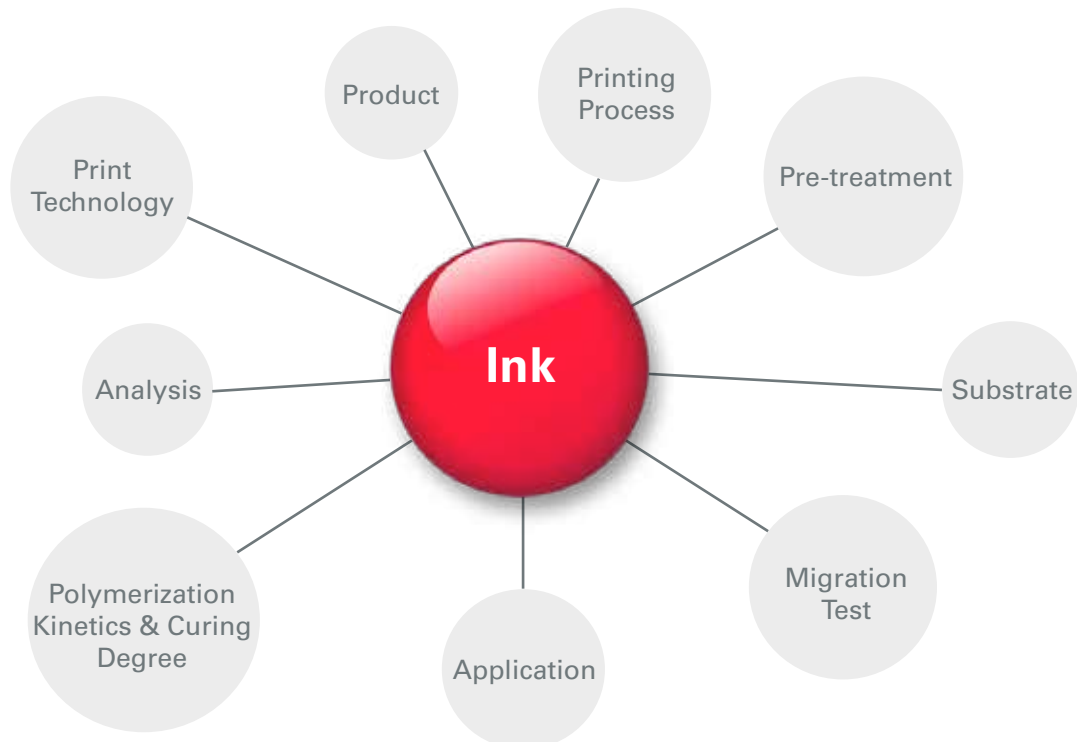 Product
Printing
Process
Print
Technology
Pre-treatment
Ink
Analysis
Substrate
Polymerization
Kinetics & Curing
Degree
Migration
Test
Application